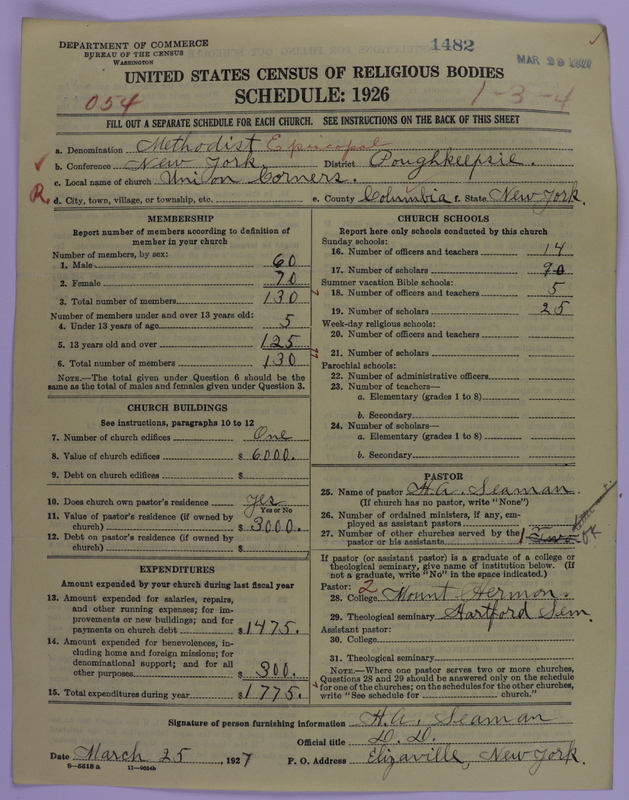 1482
DEPARTMENT OF COMMERCE
BUREAU OF THE CENSUS
WASHINGTON
MAR 29 1927
UNITED STATES CENSUS OF RELIGIOUS BODIES
054
SCHEDULE: 1926
1-3-4
FILL OUT A SEPARATE SCHEDULE FOR EACH CHURCH. SEE INSTRUCTIONS ON THE BACK OF THIS SHEET
a. Denomination Methodist Episcopal
b. Conference New York. District Poughkeepsie.
c. Local name of church Union Corners.
R. d. City, town, village, or township, etc. e. County Columbia f. State New York.
MEMBERSHIP
Report number of members according to definition of
member in your church
Number of members, by sex:
1. Male 60
2. Female 70
3. Total number of members 130
Number of members under and over 13 years old:
4. Under 13 years of age 5
5. 13 years old and over 125
6. Total number of members 130
NOTE.—The total given under Question 6 should be the
same as the total of males and females given under Question 3.
CHURCH BUILDINGS
See instructions, paragraphs 10 to 12
7. Number of church edifices One
8. Value of church edifices $ 6000.
9. Debt on church edifices $
10. Does church own pastor's residence yes
Yes or No
11. Value of pastor's residence (if owned by
church) $ 3000.
12. Debt on pastor's residence (if owned by
church) $
EXPENDITURES
Amount expended by your church during last fiscal year
13. Amount expended for salaries, repairs,
and other running expenses; for im-
provements or new buildings; and for
payments on church debt $ 1475.
14. Amount expended for benevolences, in-
cluding home and foreign missions; for
denominational support; and for all
other purposes $ 300.
15. Total expenditures during year $ 1775.
CHURCH SCHOOLS
Report here only schools conducted by this church
Sunday schools:
16. Number of officers and teachers 14
17. Number of scholars 90
Summer vacation Bible schools:
18. Number of officers and teachers 5
19. Number of scholars 25
Week-day religious schools:
20. Number of officers and teachers
21. Number of scholars
Parochial schools:
22. Number of administrative officers
23. Number of teachers—
a. Elementary (grades 1 to 8)
b. Secondary
24. Number of scholars—
a. Elementary (grades 1 to 8)
b. Secondary
PASTOR
25. Name of pastor H.A. Seaman.
(If church has no pastor, write "None")
26. Number of ordained ministers, if any, em-
ployed as assistant pastors
27. Number of other churches served by the
pastor or his assistants 1 Two OK
If pastor (or assistant pastor) is a graduate of a college or
theological seminary, give name of institution below. (If
not a graduate, write "No" in the space indicated.)
Pastor: 2
28. College Mount Hermon.
29. Theological seminary Hartford Sem.
Assistant pastor:
30. College
31. Theological seminary
NOTE.—Where one pastor serves two or more churches,
Questions 28 and 29 should be answered only on the schedule
for one of the churches; on the schedules for the other churches,
write "See schedule for church."
Signature of person furnishing information H.A. Seaman
Official title D.D.
Date March 25, 1927 P. O. Address Elizaville, New York.
8—5518 a 11—9054b